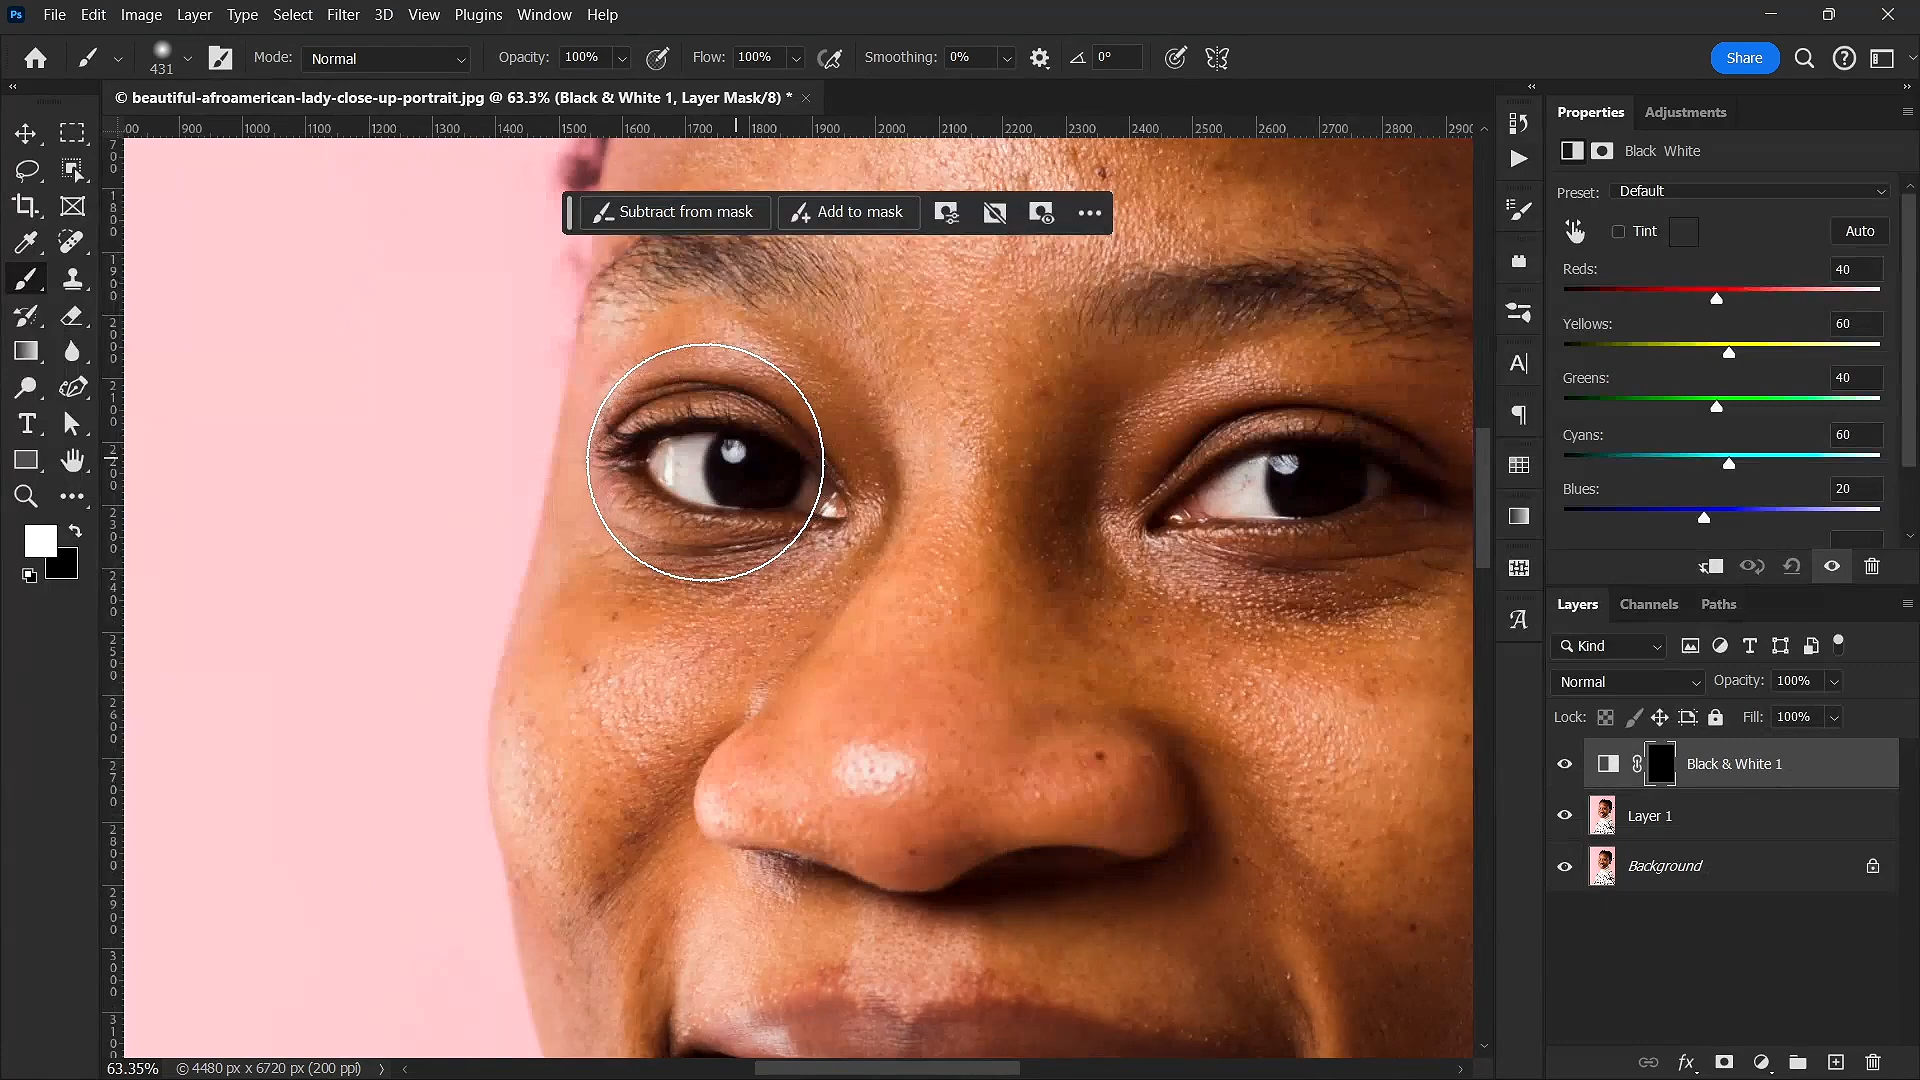 Ps File Edit Image Layer Type Select Filter 3D View Plugins Window Help
431 Mode: Normal Opacity: 100% Flow: 100% Smoothing: 0% 0° Share
© beautiful-afroamerican-lady-close-up-portrait.jpg @ 63.3% (Black & White 1, Layer Mask/8) *
00 900 1000 1100 1200 1300 1400 1500 1600 1700 1800 1900 2000 2100 2200 2300 2400 2500 2600 2700 2800 2900
Subtract from mask Add to mask
Properties Adjustments
Black White
Preset: Default
Tint Auto
Reds: 40
Yellows: 60
Greens: 40
Cyans: 60
Blues: 20
Layers Channels Paths
Kind
Normal Opacity: 100%
Lock: Fill: 100%
Black & White 1
Layer 1
Background
fx
63.35% © 4480 px x 6720 px (200 ppi)